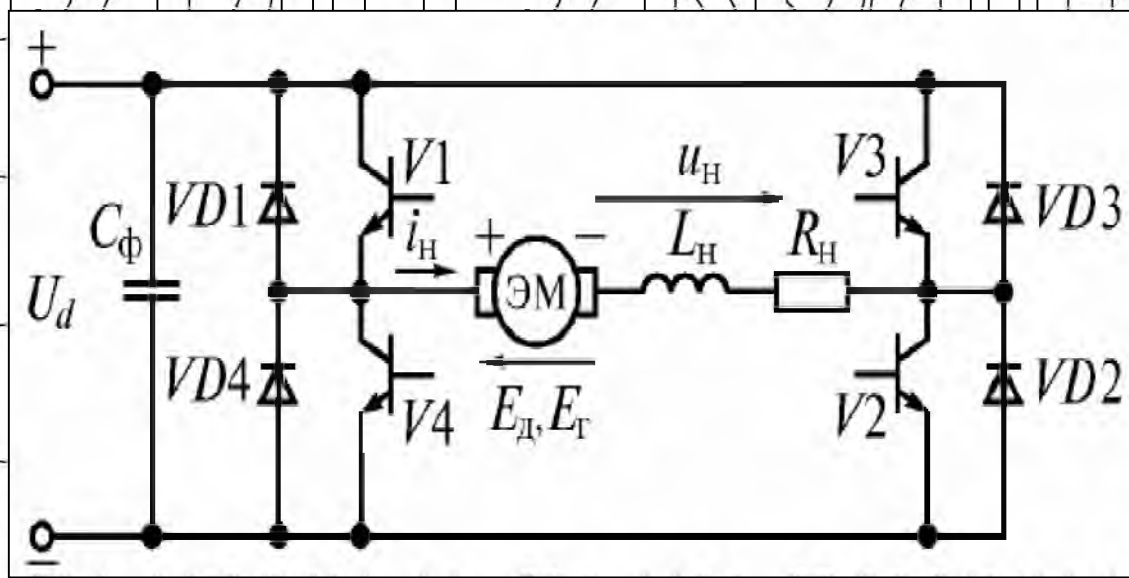 +
V1
u_н
V3
VD1
C_ф
i_н
+
−
L_н
R_н
VD3
U_d
ЭМ
VD4
V4
E_д, E_г
V2
VD2
−